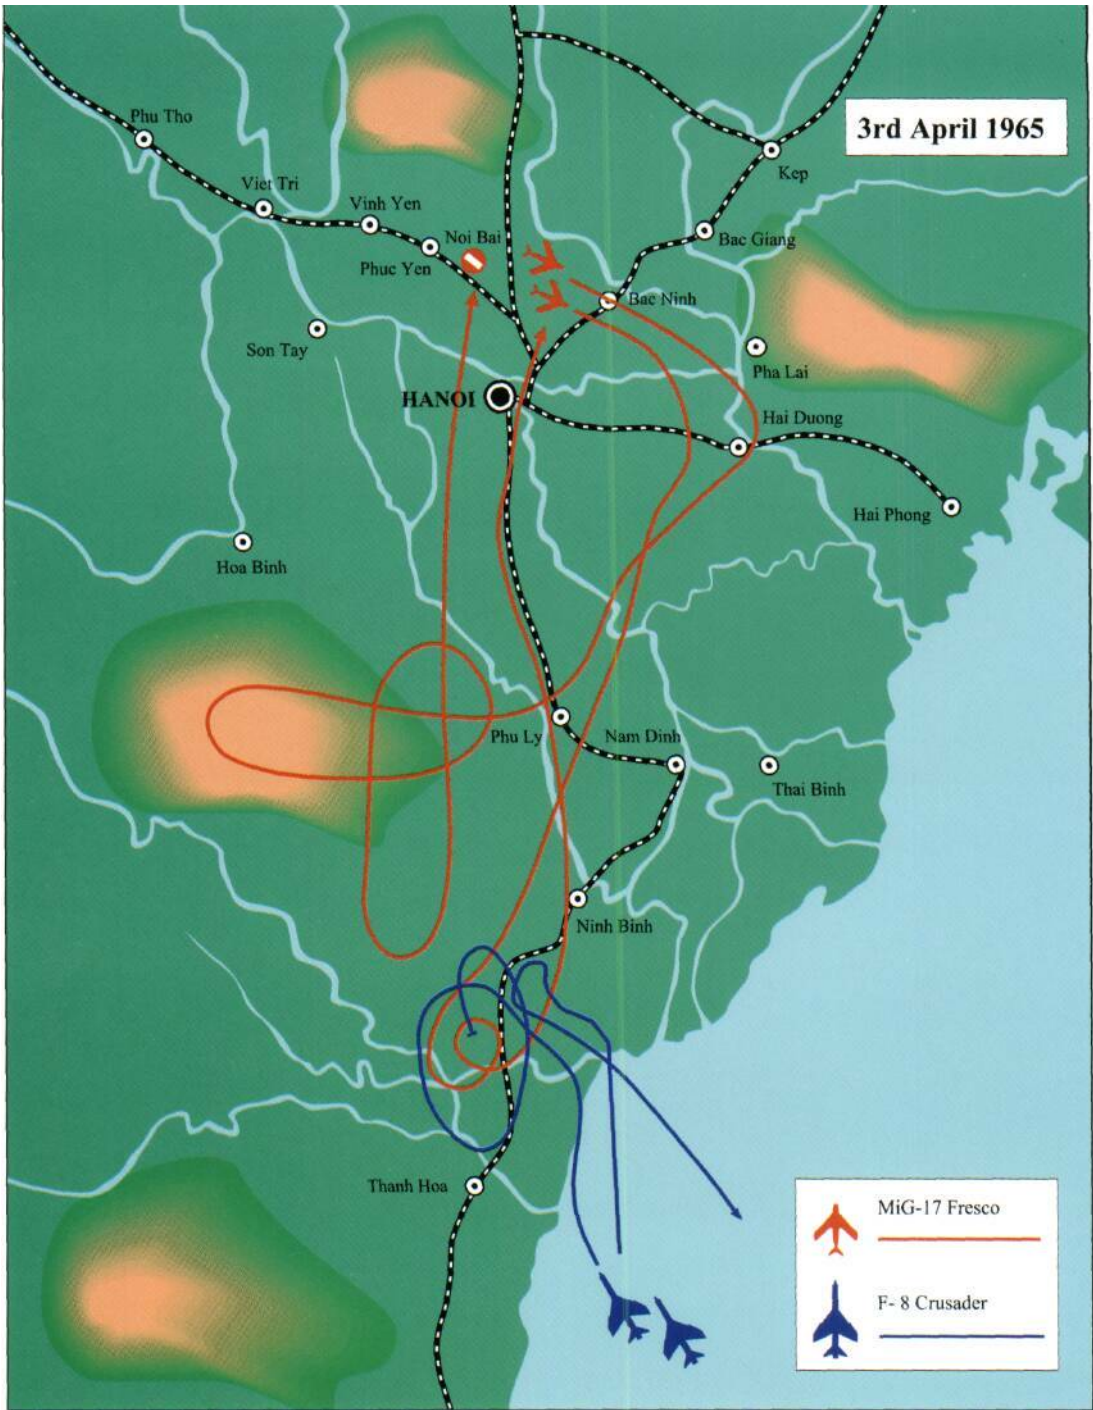 3rd April 1965
Phu Tho
Kep
Viet Tri
Vinh Yen
Noi Bai
Bac Giang
Phuc Yen
Bac Ninh
Son Tay
Pha Lai
HANOI
Hai Duong
Hai Phong
Hoa Binh
Phu Ly
Nam Dinh
Thai Binh
Ninh Binh
Thanh Hoa
MiG-17 Fresco
F- 8 Crusader